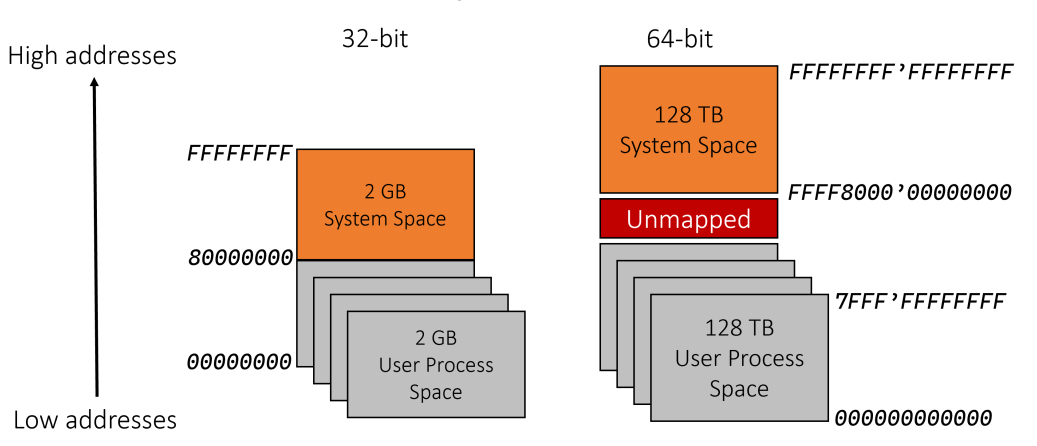 32-bit
64-bit
High addresses
FFFFFFFF'FFFFFFFF
128 TB
System Space
FFFFFFFF
2 GB
System Space
FFFF8000'00000000
Unmapped
80000000
7FFF'FFFFFFFF
2 GB
User Process
Space
128 TB
User Process
Space
00000000
Low addresses
000000000000